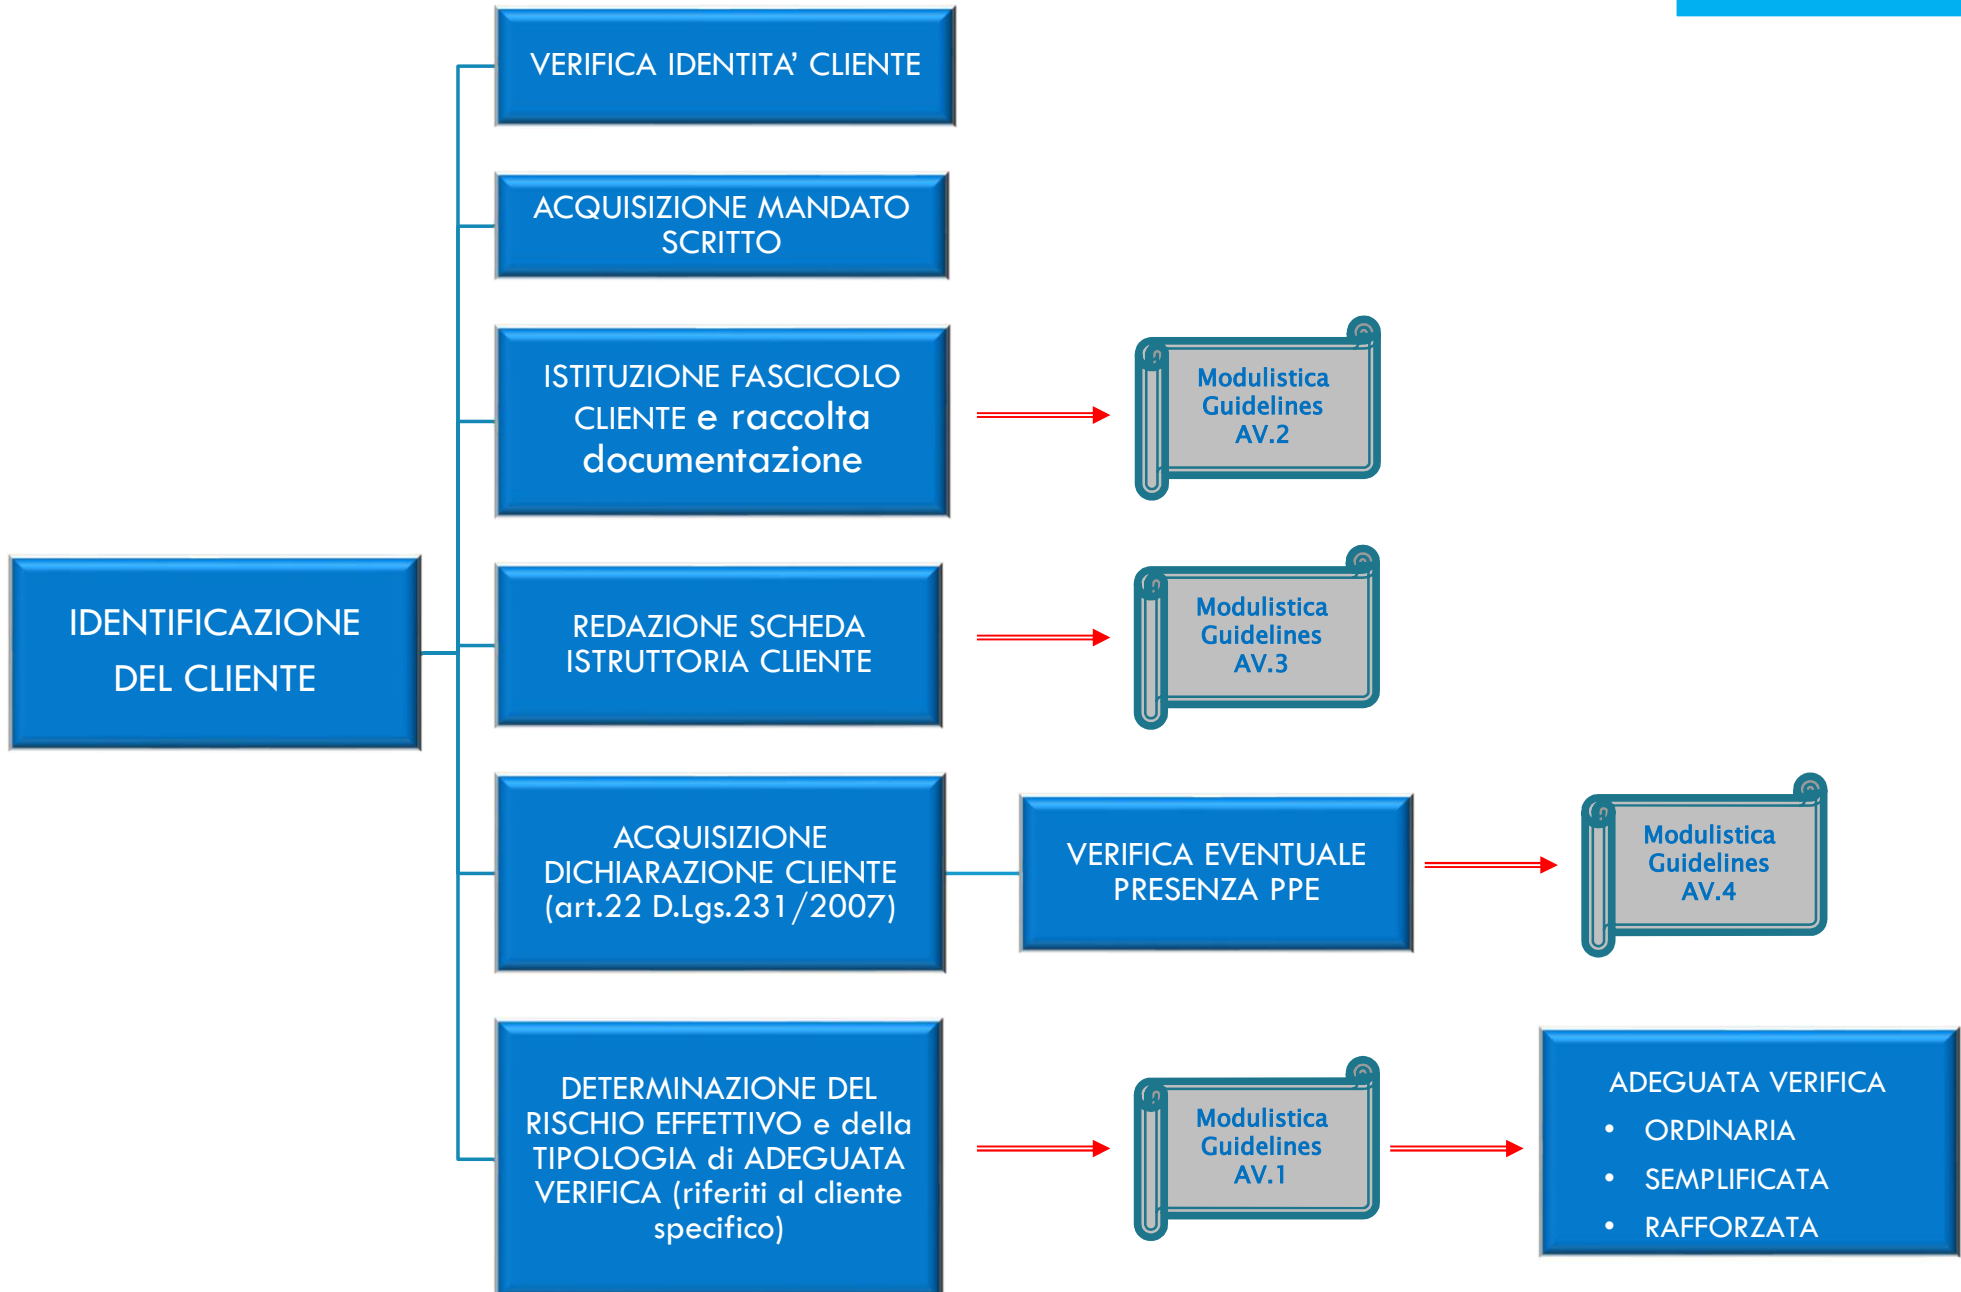 VERIFICA IDENTITA’ CLIENTE
ACQUISIZIONE MANDATO
SCRITTO
ISTITUZIONE FASCICOLO
CLIENTE e raccolta
documentazione
Modulistica
Guidelines
AV.2
IDENTIFICAZIONE
DEL CLIENTE
REDAZIONE SCHEDA
ISTRUTTORIA CLIENTE
Modulistica
Guidelines
AV.3
ACQUISIZIONE
DICHIARAZIONE CLIENTE
(art.22 D.Lgs.231/2007)
VERIFICA EVENTUALE
PRESENZA PPE
Modulistica
Guidelines
AV.4
DETERMINAZIONE DEL
RISCHIO EFFETTIVO e della
TIPOLOGIA di ADEGUATA
VERIFICA (riferiti al cliente
specifico)
Modulistica
Guidelines
AV.1
ADEGUATA VERIFICA
• ORDINARIA
• SEMPLIFICATA
• RAFFORZATA